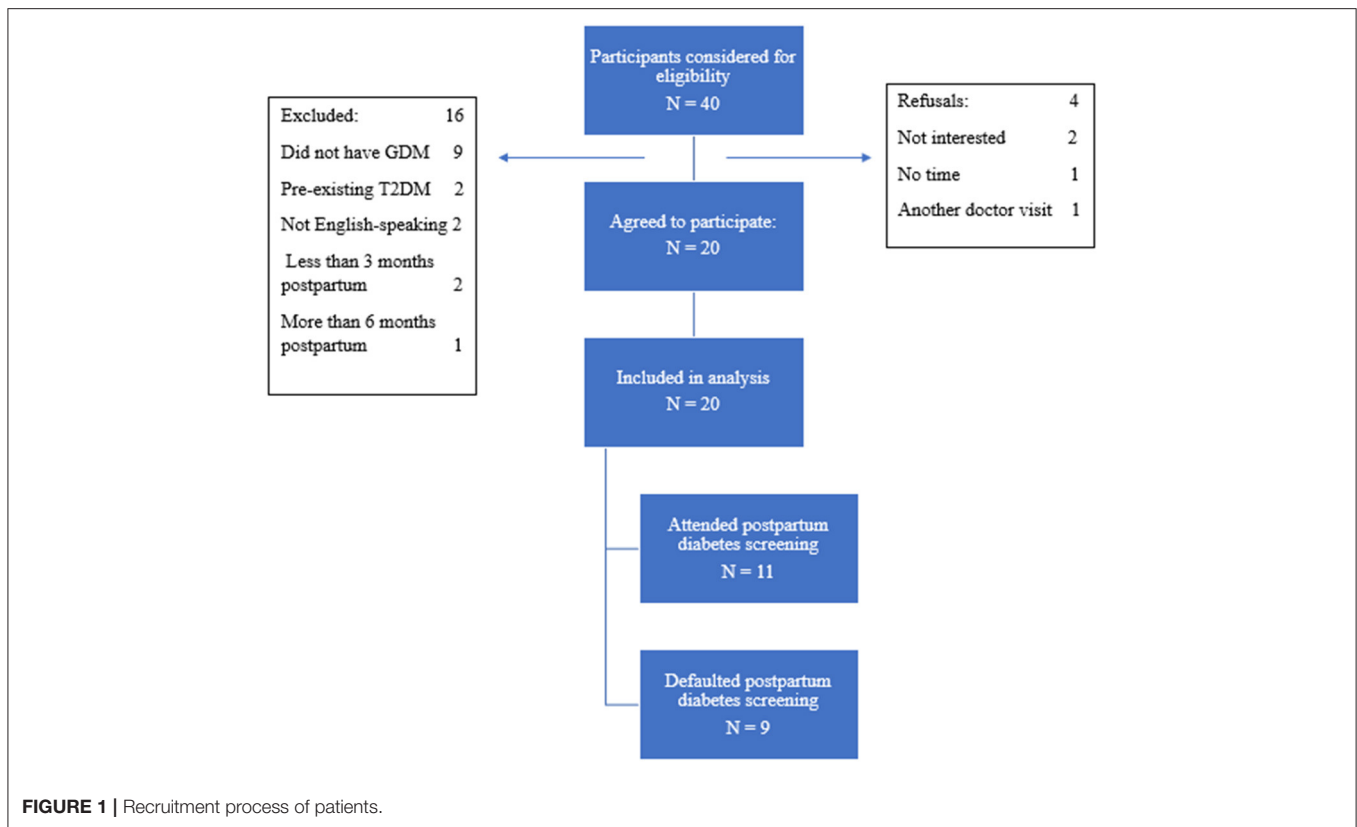 Participants considered for
eligibility
N = 40
Excluded: 16
Did not have GDM 9
Pre-existing T2DM 2
Not English-speaking 2
Less than 3 months
postpartum 2
More than 6 months
postpartum 1
Refusals: 4
Not interested 2
No time 1
Another doctor visit 1
Agreed to participate:
N = 20
Included in analysis
N = 20
Attended postpartum
diabetes screening
N = 11
Defaulted postpartum
diabetes screening
N = 9
FIGURE 1 | Recruitment process of patients.